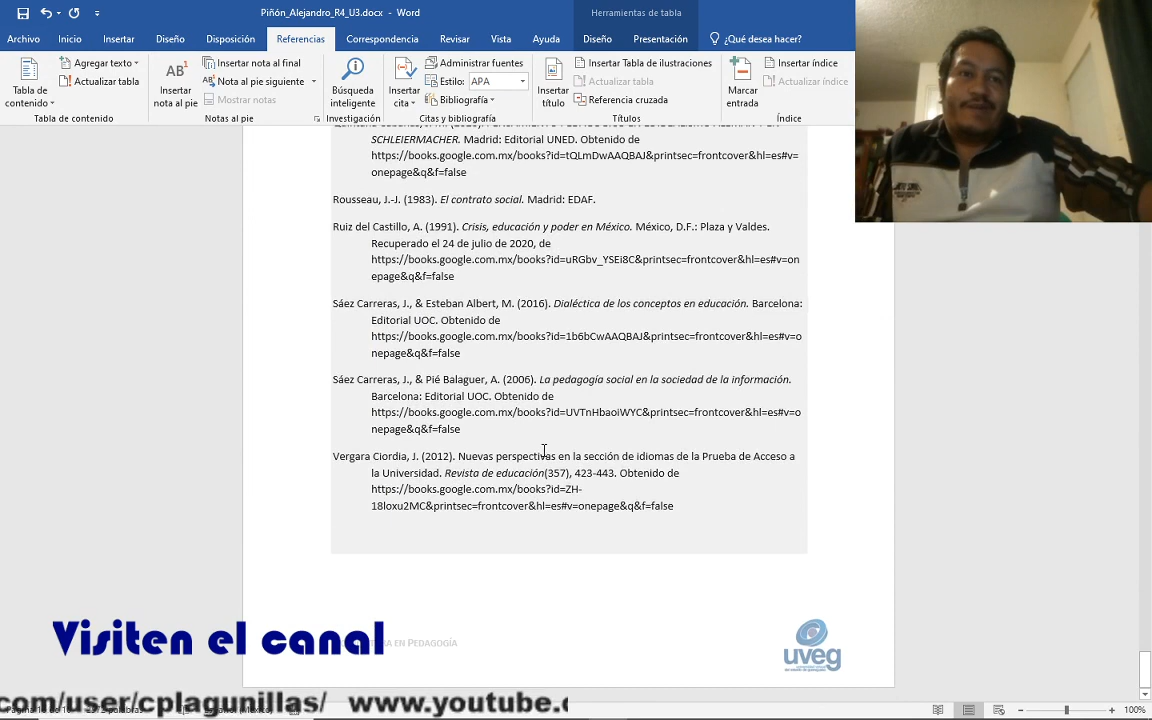 Piñón_Alejandro_R4_U3.docx - Word
Herramientas de tabla
Archivo Inicio Insertar Diseño Disposición Referencias Correspondencia Revisar Vista Ayuda Diseño Presentación ¿Qué desea hacer?
Tabla de contenido
Agregar texto
Actualizar tabla
Tabla de contenido
Insertar nota al pie
Insertar nota al final
Nota al pie siguiente
Mostrar notas
Notas al pie
Búsqueda inteligente
Investigación
Insertar cita
Administrar fuentes
Estilo: APA
Bibliografía
Citas y bibliografía
Insertar título
Insertar Tabla de ilustraciones
Actualizar tabla
Referencia cruzada
Títulos
Marcar entrada
Insertar índice
Actualizar índice
Índice
SCHLEIERMACHER. Madrid: Editorial UNED. Obtenido de
https://books.google.com.mx/books?id=tQLmDwAAQBAJ&printsec=frontcover&hl=es#v=
onepage&q&f=false
Rousseau, J.-J. (1983). El contrato social. Madrid: EDAF.
Ruiz del Castillo, A. (1991). Crisis, educación y poder en México. México, D.F.: Plaza y Valdes.
Recuperado el 24 de julio de 2020, de
https://books.google.com.mx/books?id=uRGbv_YSEi8C&printsec=frontcover&hl=es#v=on
epage&q&f=false
Sáez Carreras, J., & Esteban Albert, M. (2016). Dialéctica de los conceptos en educación. Barcelona:
Editorial UOC. Obtenido de
https://books.google.com.mx/books?id=1b6bCwAAQBAJ&printsec=frontcover&hl=es#v=o
nepage&q&f=false
Sáez Carreras, J., & Pié Balaguer, A. (2006). La pedagogía social en la sociedad de la información.
Barcelona: Editorial UOC. Obtenido de
https://books.google.com.mx/books?id=UVTnHbaoiWYC&printsec=frontcover&hl=es#v=o
nepage&q&f=false
Vergara Ciordia, J. (2012). Nuevas perspectivas en la sección de idiomas de la Prueba de Acceso a
la Universidad. Revista de educación(357), 423-443. Obtenido de
https://books.google.com.mx/books?id=ZH-
18loxu2MC&printsec=frontcover&hl=es#v=onepage&q&f=false
Visiten el canal
en Pedagogía
uveg
com/user/cplagunillas/ www.youtube.c
100%